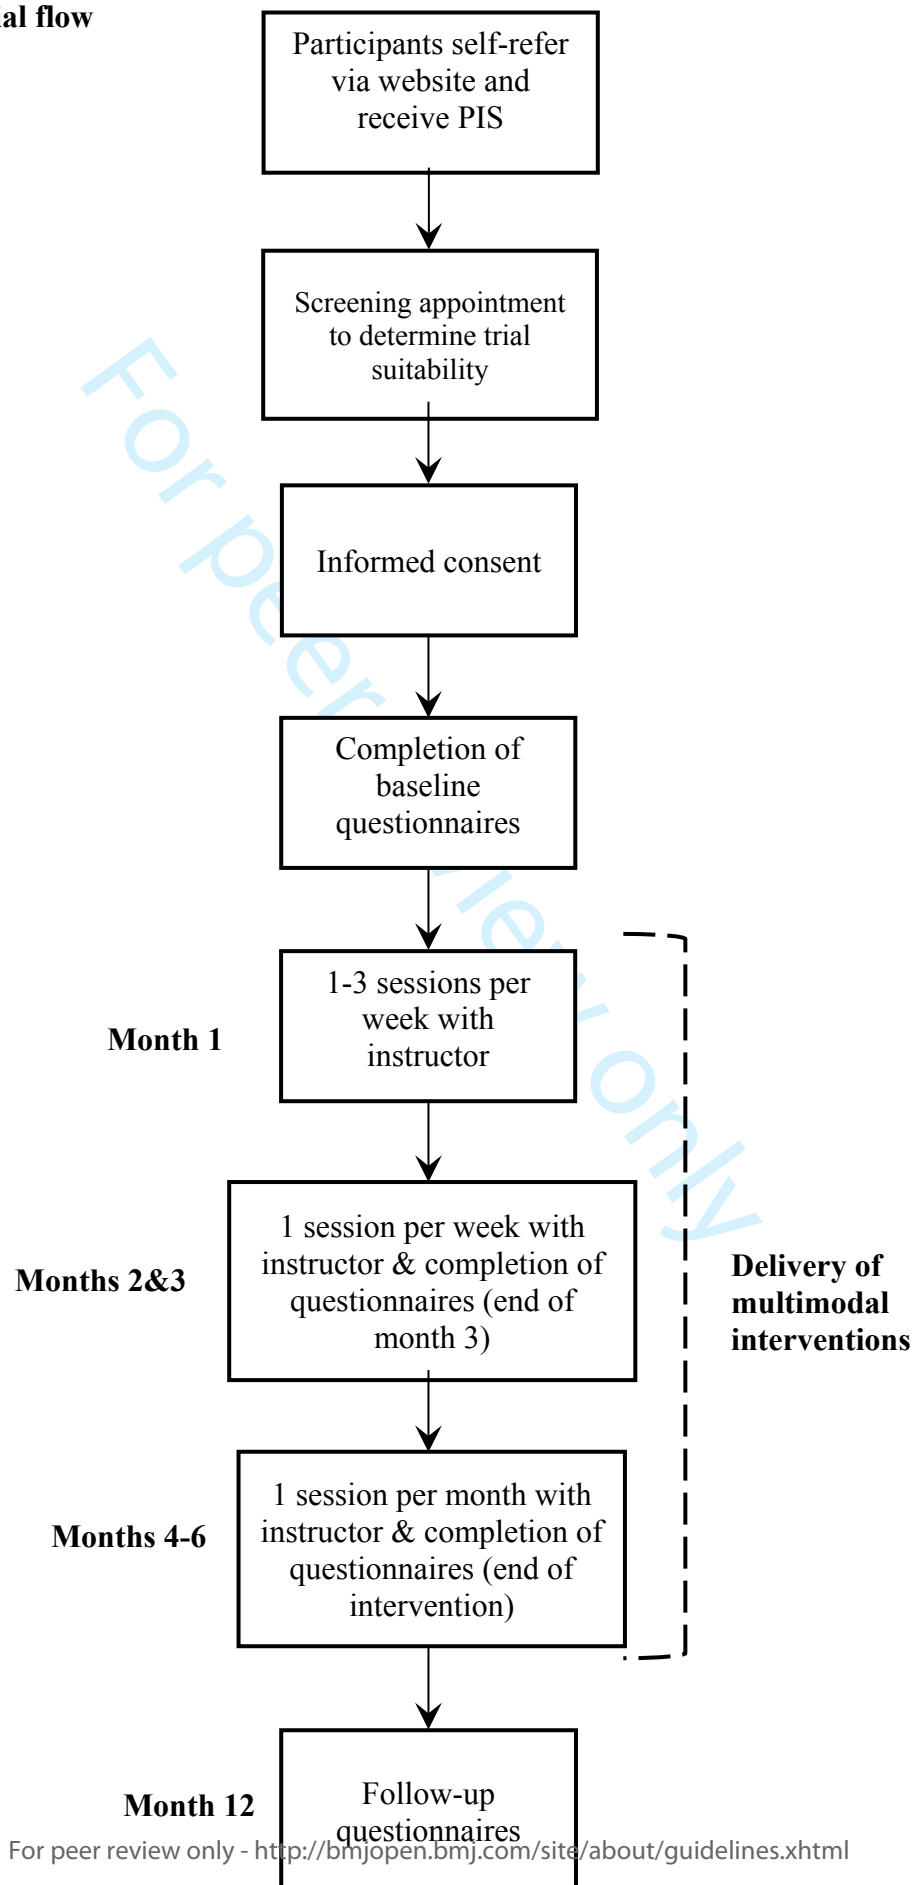 ial flow
Participants self-refer
via website and
receive PIS
Screening appointment
to determine trial
suitability
Informed consent
Completion of
baseline
questionnaires
Month 1
1-3 sessions per
week with
instructor
Months 2&3
1 session per week with
instructor & completion of
questionnaires (end of
month 3)
Delivery of
multimodal
interventions
Months 4-6
1 session per month with
instructor & completion of
questionnaires (end of
intervention)
Month 12
Follow-up
questionnaires
For peer review only
For peer review only - http://bmjopen.bmj.com/site/about/guidelines.xhtml